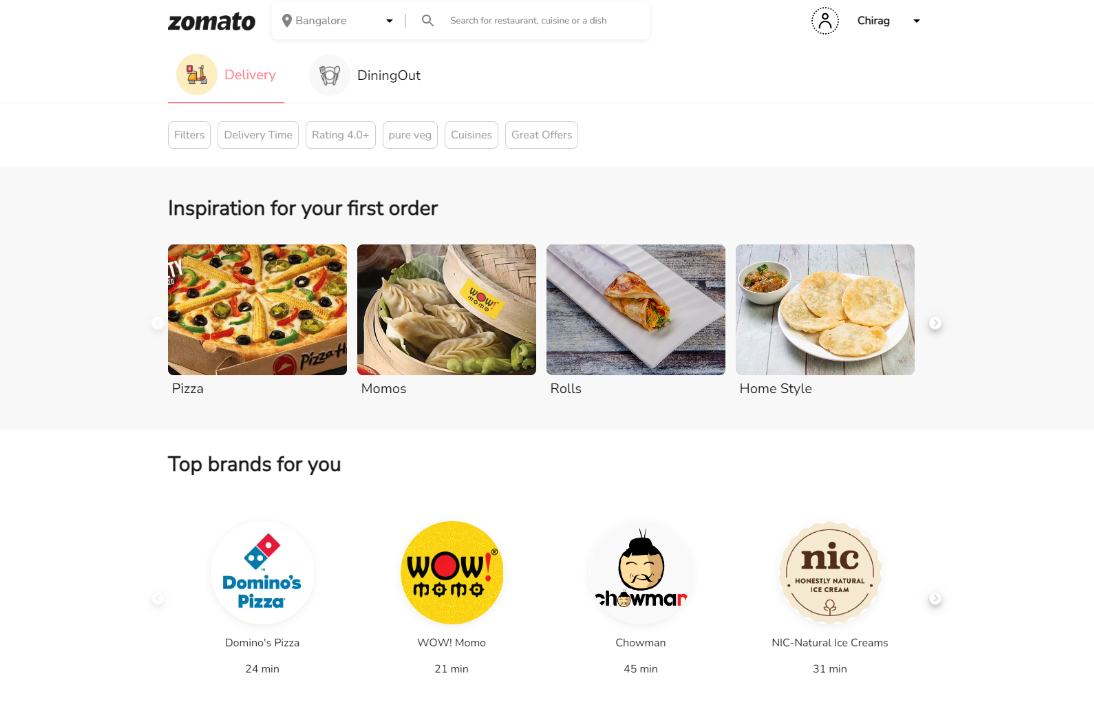 zomato
Bangalore
Search for restaurant, cuisine or a dish
Chirag
Delivery
DiningOut
Filters
Delivery Time
Rating 4.0+
pure veg
Cuisines
Great Offers
Inspiration for your first order
WOW!
momo
Pizza
Momos
Rolls
Home Style
Top brands for you
Domino's
Pizza
WOW!®
MOMO
chowman
nic
HONESTLY NATURAL
ICE CREAM
Domino's Pizza
WOW! Momo
Chowman
NIC-Natural Ice Creams
24 min
21 min
45 min
31 min